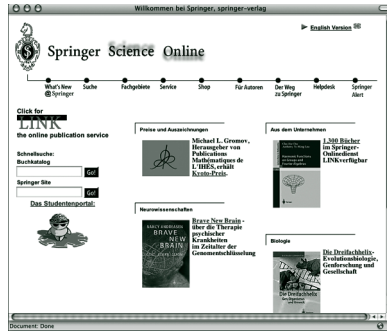 Willkommen bei Springer, springer-verlag
English Version
Springer Science Online
What's New @ Springer
Suche
Fachgebiete
Service
Shop
Für Autoren
Der Weg zu Springer
Helpdesk
Springer Alert
Click for
LINK
the online publication service
Schnellsuche:
Buchkatalog
Go!
Springer Site
Go!
Das Studentenportal:
Preise und Auszeichnungen
Michael L. Gromov,
Herausgeber von
Publications
Mathématiques de
L'IHÉS, erhält
Kyoto-Preis.
Aus dem Unternehmen
1.300 Bücher
im Springer-
Onlinedienst
LINKverfügbar
Neurowissenschaften
NANCY ANDREASEN
BRAVE
NEW
BRAIN
Brave New Brain -
über die Therapie
psychischer
Krankheiten
im Zeitalter der
Genomentschlüsselung
Biologie
Die Dreifachhelix
Die Dreifachhelix-
Evolutionsbiologie,
Genforschung und
Gesellschaft
Document: Done